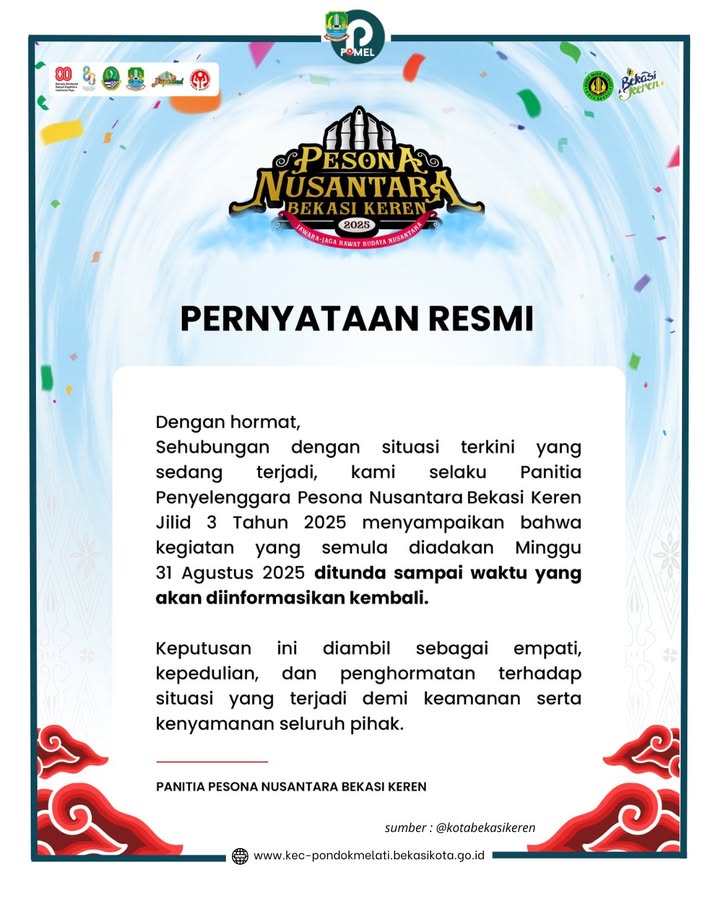 POMEL
Bekasi
Keren
PESONA
NUSANTARA
BEKASI KEREN
2025
JAWARA-JAGA RAWAT BUDAYA NUSANTARA
PERNYATAAN RESMI
Dengan hormat,
Sehubungan dengan situasi terkini yang
sedang terjadi, kami selaku Panitia
Penyelenggara Pesona Nusantara Bekasi Keren
Jilid 3 Tahun 2025 menyampaikan bahwa
kegiatan yang semula diadakan Minggu
31 Agustus 2025 ditunda sampai waktu yang
akan diinformasikan kembali.
Keputusan ini diambil sebagai empati,
kepedulian, dan penghormatan terhadap
situasi yang terjadi demi keamanan serta
kenyamanan seluruh pihak.
PANITIA PESONA NUSANTARA BEKASI KEREN
sumber : @kotabekasikeren
www.kec-pondokmelati.bekasikota.go.id